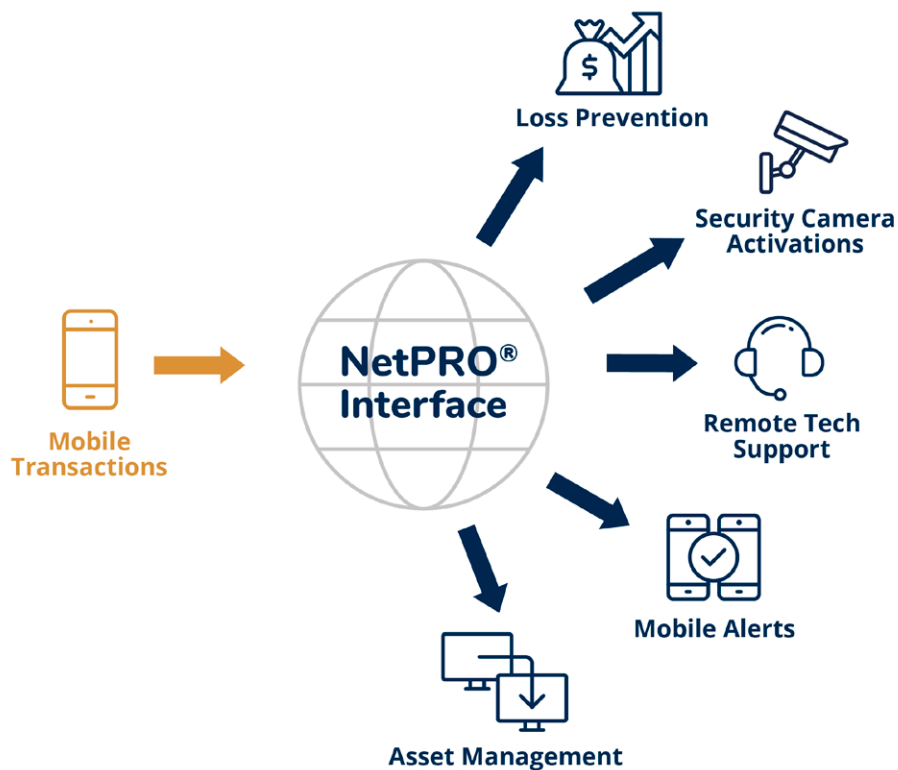 Loss Prevention
Security Camera
Activations
NetPRO®
Interface
Mobile
Transactions
Remote Tech
Support
Mobile Alerts
Asset Management
$